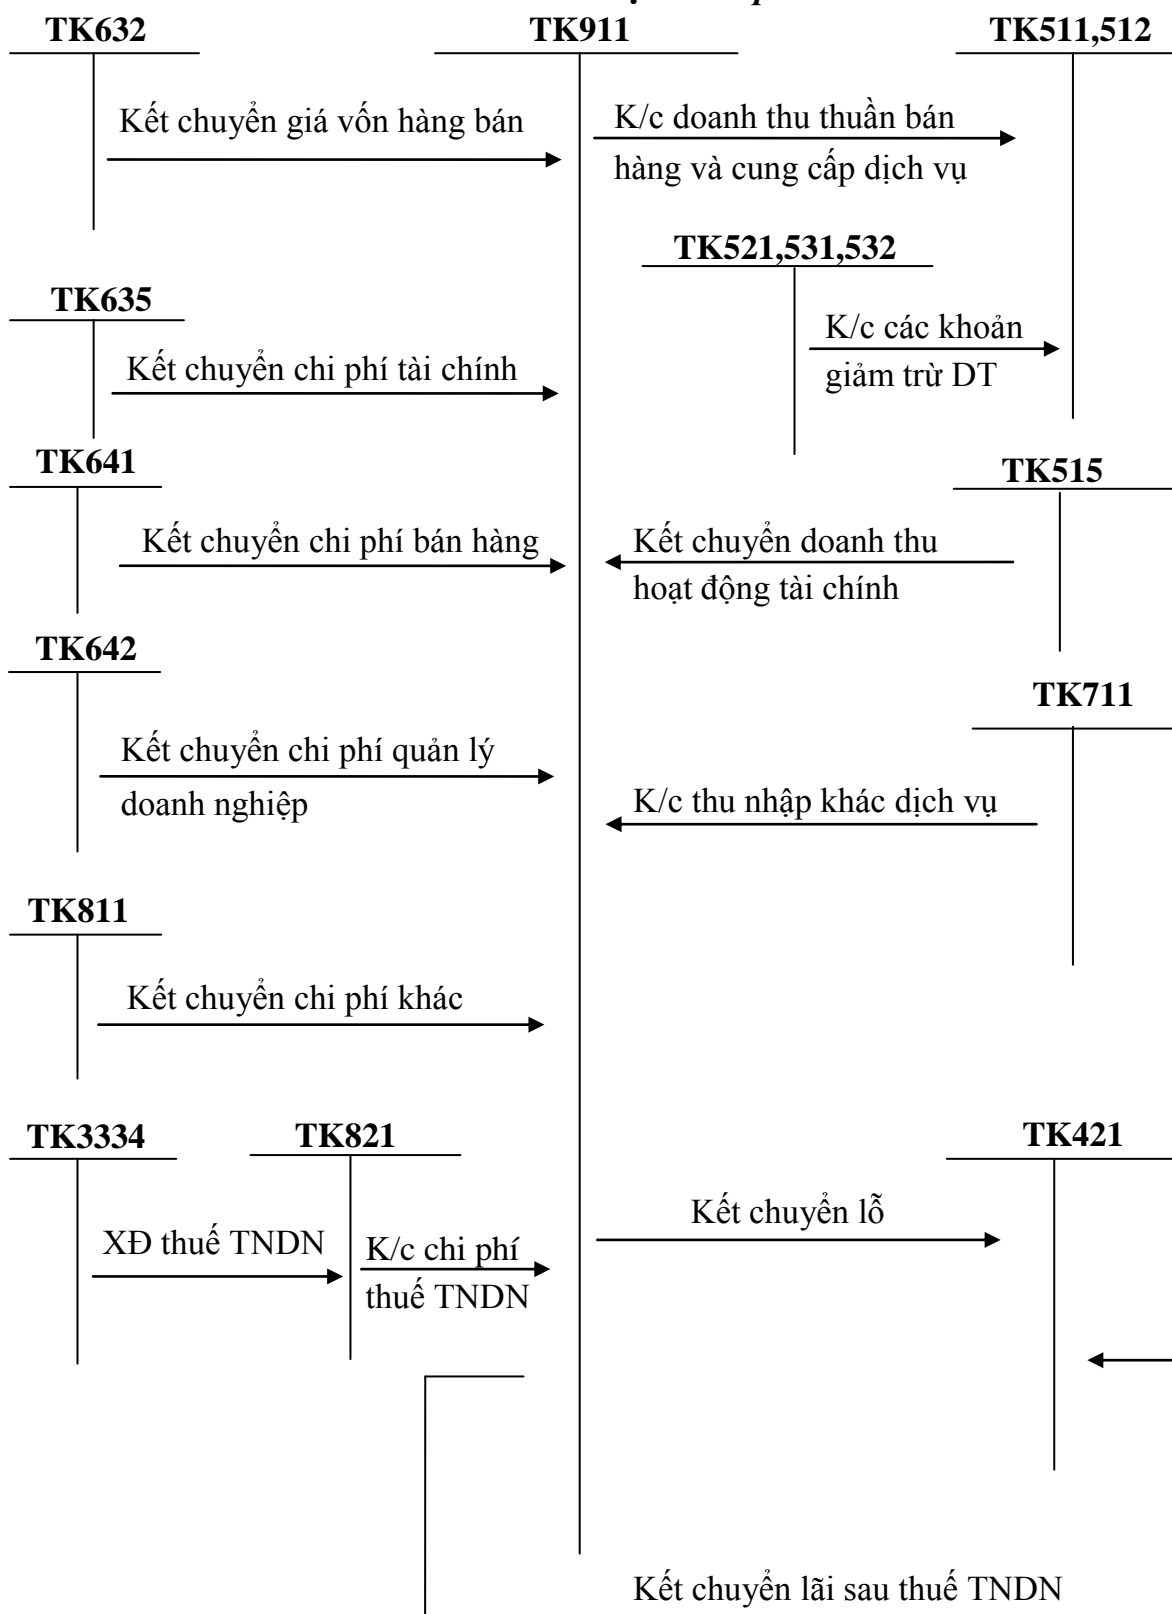 TK632
TK911
TK511,512
Kết chuyển giá vốn hàng bán
K/c doanh thu thuần bán
hàng và cung cấp dịch vụ
TK521,531,532
TK635
K/c các khoản
giảm trừ DT
Kết chuyển chi phí tài chính
TK641
TK515
Kết chuyển chi phí bán hàng
Kết chuyển doanh thu
hoạt động tài chính
TK642
TK711
Kết chuyển chi phí quản lý
doanh nghiệp
K/c thu nhập khác dịch vụ
TK811
Kết chuyển chi phí khác
TK3334
TK821
TK421
XĐ thuế TNDN
K/c chi phí
thuế TNDN
Kết chuyển lỗ
Kết chuyển lãi sau thuế TNDN